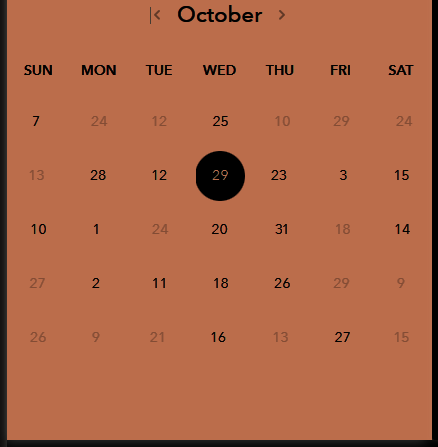 < October >
SUN MON TUE WED THU FRI SAT
7 24 12 25 10 29 24
13 28 12 29 23 3 15
10 1 24 20 31 18 14
27 2 11 18 26 29 9
26 9 21 16 13 27 15